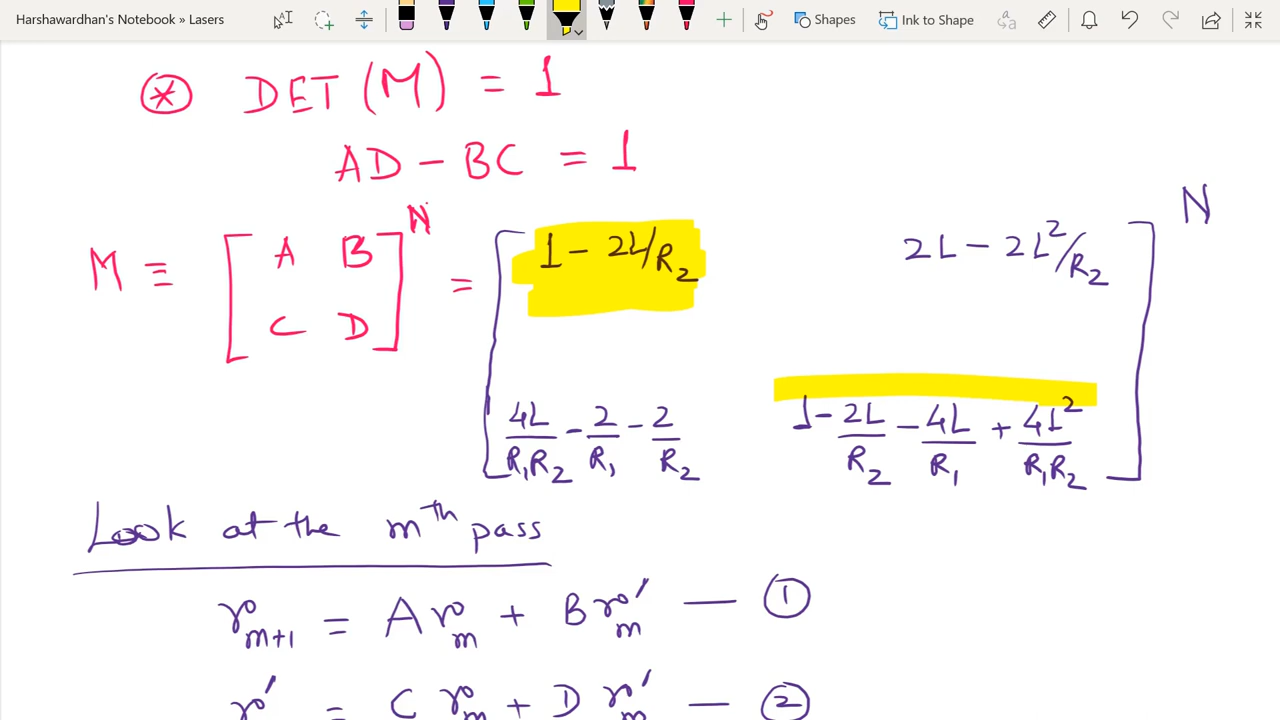 Harshawardhan's Notebook » Lasers
Shapes
Ink to Shape
⊛ DET (M) = 1
AD - BC = 1
M ≡ [A B; C D]^N = [1 - 2L/R₂, 2L - 2L²/R₂; 4L/R₁R₂ - 2/R₁ - 2/R₂, 1 - 2L/R₂ - 4L/R₁ + 4L²/R₁R₂]^N
Look at the mᵗʰ pass
r_{m+1} = A r_m + B r'_m — ①
r' = C r_m + D r'_m — ②